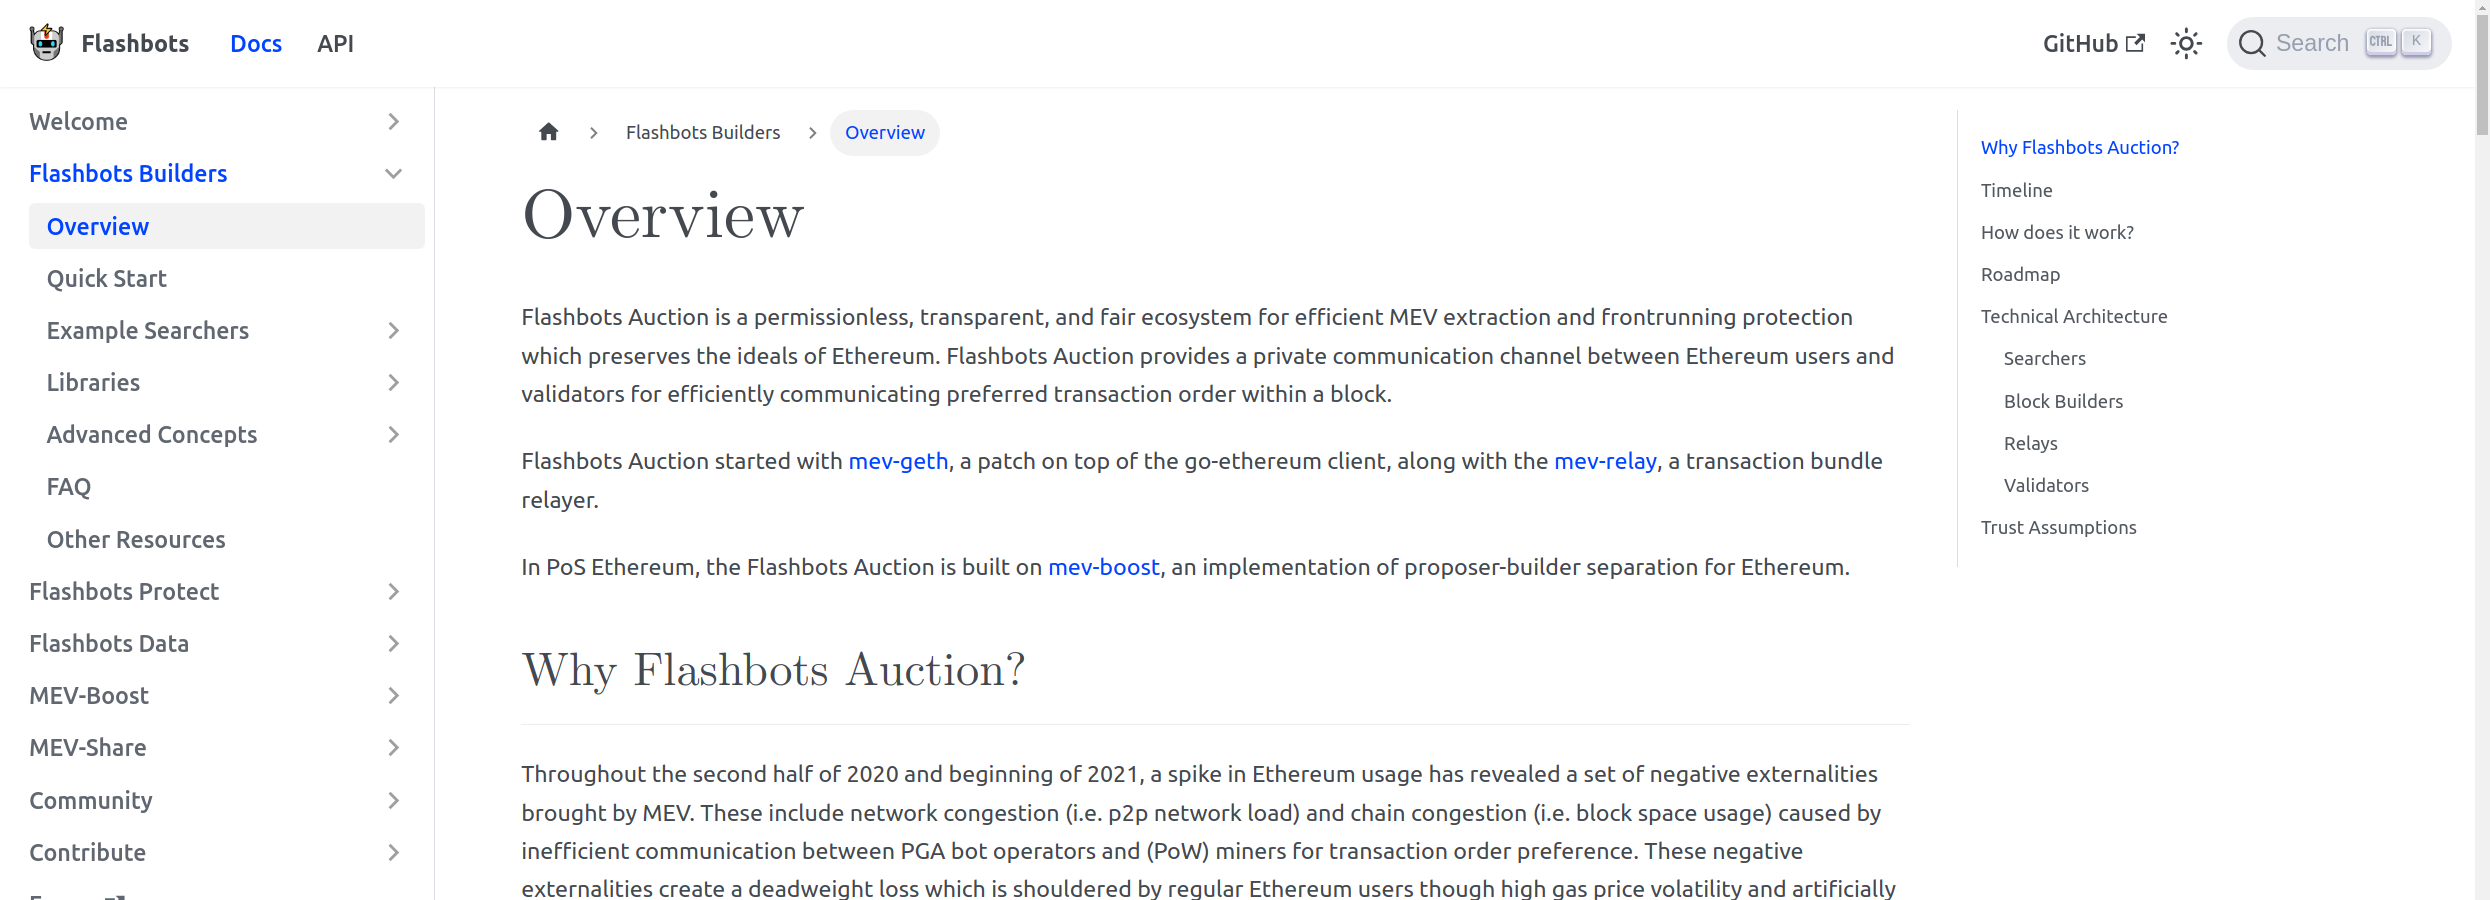 Flashbots
Docs
API
GitHub
Search
CTRL
K
Welcome
Flashbots Builders
Overview
Quick Start
Example Searchers
Libraries
Advanced Concepts
FAQ
Other Resources
Flashbots Protect
Flashbots Data
MEV-Boost
MEV-Share
Community
Contribute
Flashbots Builders
Overview
Overview
Flashbots Auction is a permissionless, transparent, and fair ecosystem for efficient MEV extraction and frontrunning protection
which preserves the ideals of Ethereum. Flashbots Auction provides a private communication channel between Ethereum users and
validators for efficiently communicating preferred transaction order within a block.
Flashbots Auction started with mev-geth, a patch on top of the go-ethereum client, along with the mev-relay, a transaction bundle
relayer.
In PoS Ethereum, the Flashbots Auction is built on mev-boost, an implementation of proposer-builder separation for Ethereum.
Why Flashbots Auction?
Throughout the second half of 2020 and beginning of 2021, a spike in Ethereum usage has revealed a set of negative externalities
brought by MEV. These include network congestion (i.e. p2p network load) and chain congestion (i.e. block space usage) caused by
inefficient communication between PGA bot operators and (PoW) miners for transaction order preference. These negative
externalities create a deadweight loss which is shouldered by regular Ethereum users though high gas price volatility and artificially
Why Flashbots Auction?
Timeline
How does it work?
Roadmap
Technical Architecture
Searchers
Block Builders
Relays
Validators
Trust Assumptions